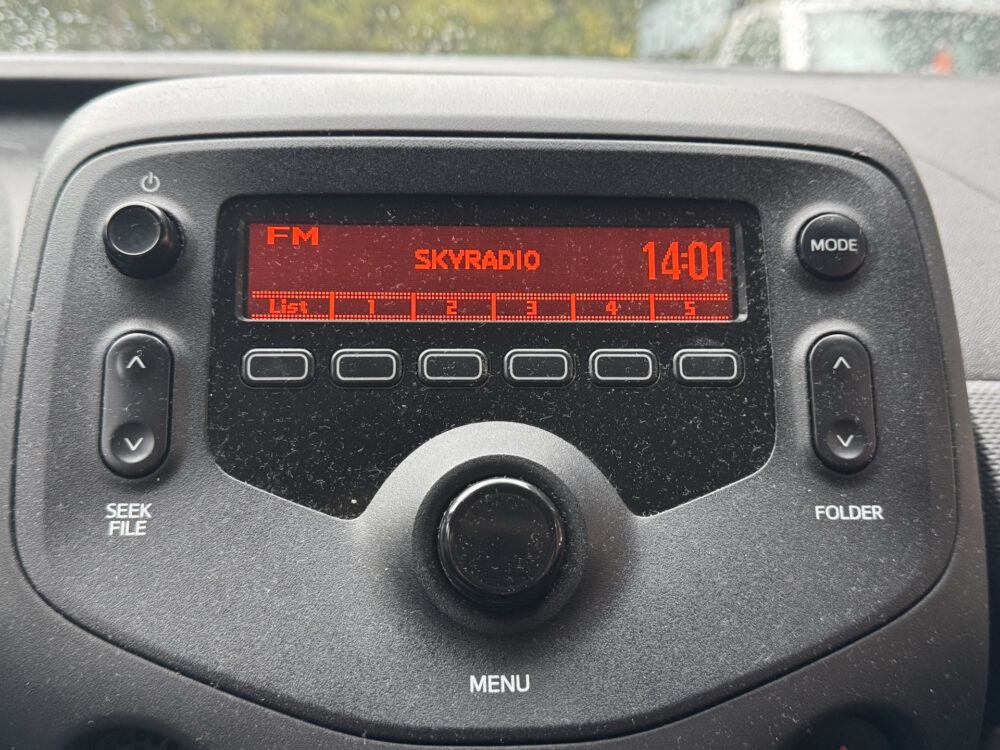 FM
SKYRADIO
14:01
List 1 2 3 4 5
MODE
SEEK
FILE
FOLDER
MENU